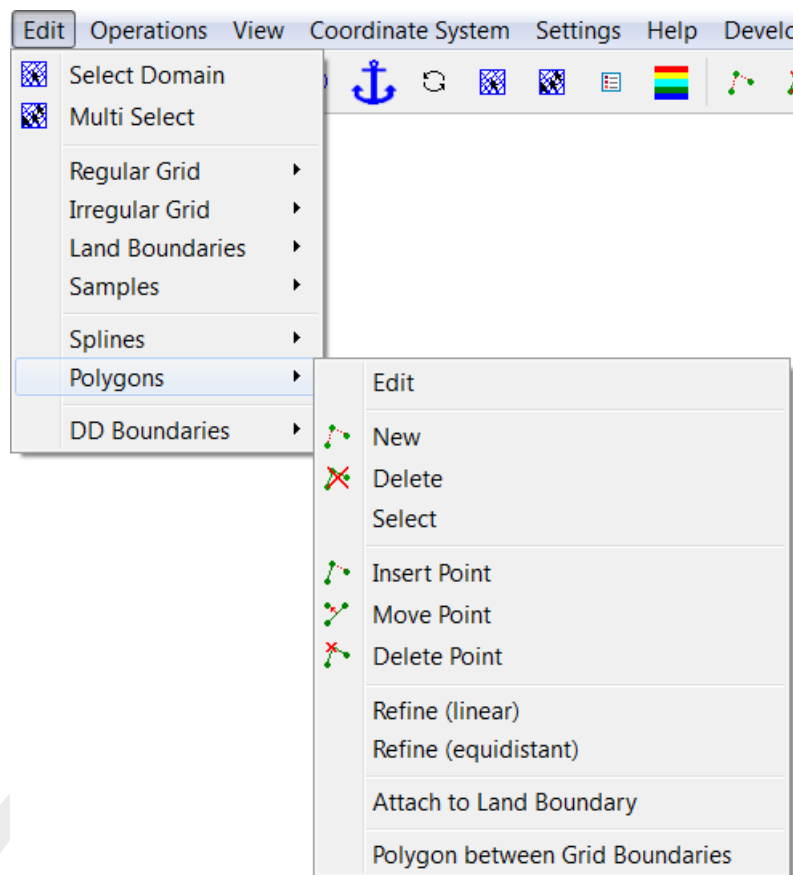 Edit Operations View Coordinate System Settings Help Develo
Select Domain
Multi Select
Regular Grid
Irregular Grid
Land Boundaries
Samples
Splines
Polygons
DD Boundaries
Edit
New
Delete
Select
Insert Point
Move Point
Delete Point
Refine (linear)
Refine (equidistant)
Attach to Land Boundary
Polygon between Grid Boundaries